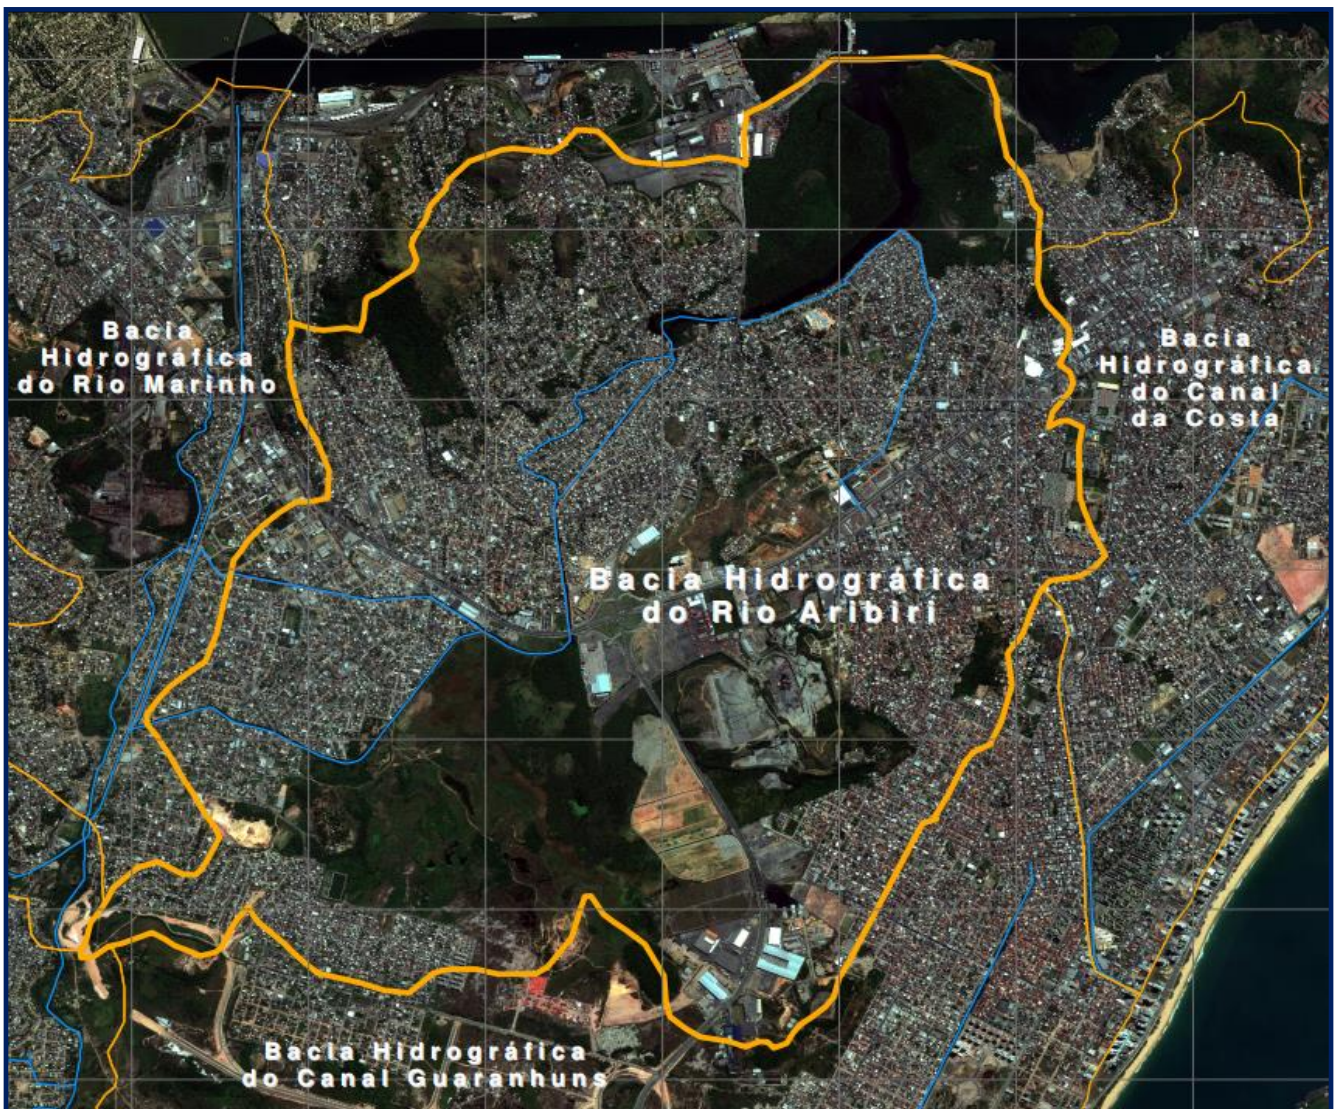 Bacia
Hidrográfica
do Rio Marinho
Bacia
Hidrográfica
do Canal
da Costa
Bacia Hidrográfica
do Rio Aribiri
Bacia Hidrográfica
do Canal Guaranhuns